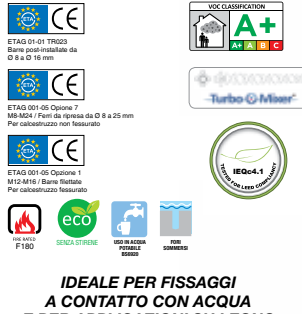 ETA
CE
ETAG 01-01 TR023
Barre post-installate da
Ø 8 a Ø 16 mm
ETA
CE
ETAG 001-05 Opione 7
M8-M24 / Ferri da ripresa da Ø 8 a 25 mm
Per calcestruzzo non fessurato
ETA
CE
ETAG 001-05 Opzione 1
M12-M16 / Barre filettate
Per calcestruzzo fessurato
VOC CLASSIFICATION
A+
A+ A B C
Turbo Mixer
IEQc4.1
TESTED FOR LEED COMPLIANCY
FIRE RATED
F180
eco
SENZA STIRENE
USO IN ACQUA
POTABILE
BS6920
FORI
SOMMERSI
IDEALE PER FISSAGGI
A CONTATTO CON ACQUA